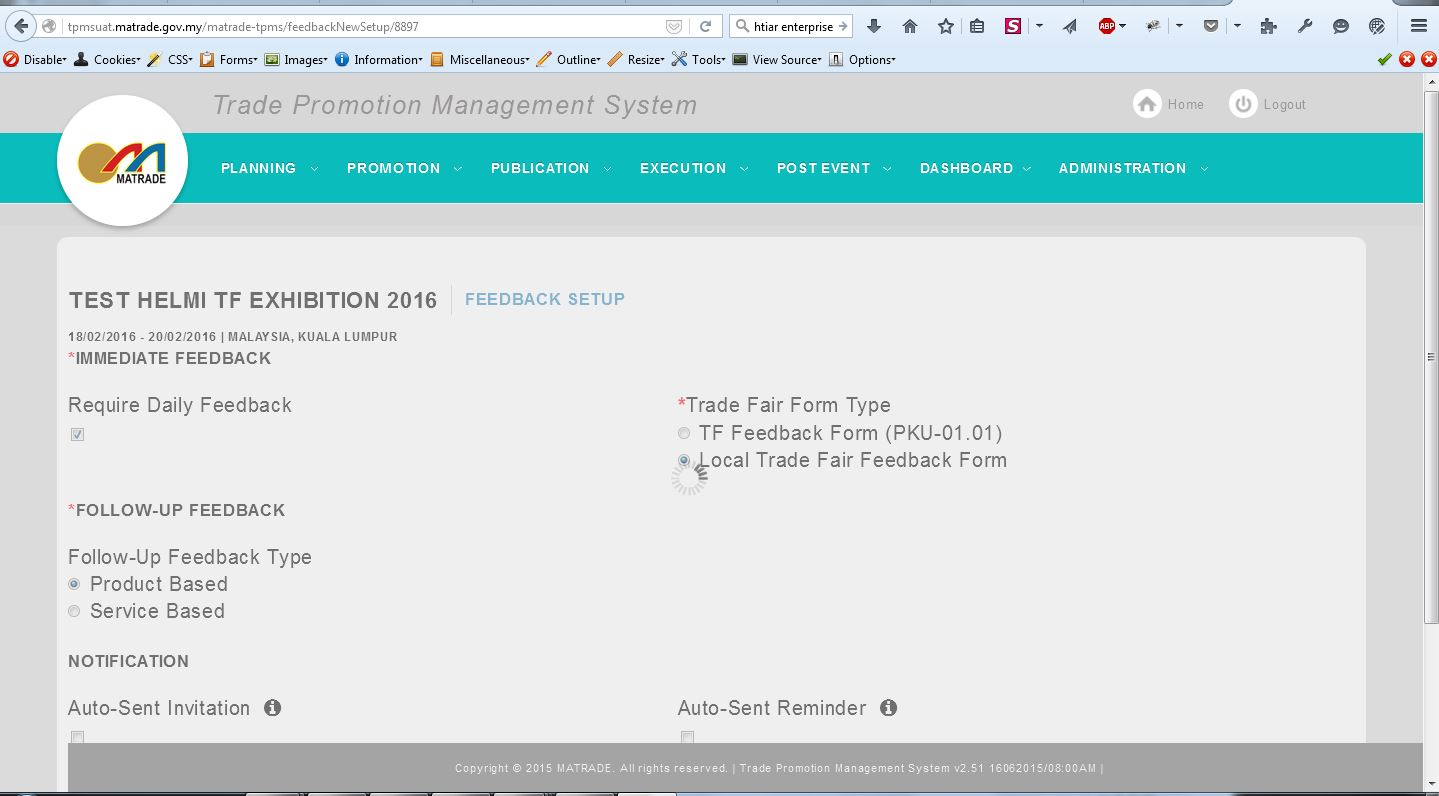 tpmsuat.matrade.gov.my/matrade-tpms/feedbackNewSetup/8897
htiar enterprise
S ABP
Disable Cookies CSS Forms Images Information Miscellaneous Outline Resize Tools View Source Options
Trade Promotion Management System
Home Logout
MATRADE
PLANNING PROMOTION PUBLICATION EXECUTION POST EVENT DASHBOARD ADMINISTRATION
TEST HELMI TF EXHIBITION 2016 FEEDBACK SETUP
18/02/2016 - 20/02/2016 | MALAYSIA, KUALA LUMPUR
*IMMEDIATE FEEDBACK
Require Daily Feedback
*Trade Fair Form Type
TF Feedback Form (PKU-01.01)
Local Trade Fair Feedback Form
*FOLLOW-UP FEEDBACK
Follow-Up Feedback Type
Product Based
Service Based
NOTIFICATION
Auto-Sent Invitation
Auto-Sent Reminder
Copyright © 2015 MATRADE. All rights reserved. | Trade Promotion Management System v2.51 16062015/08:00AM |